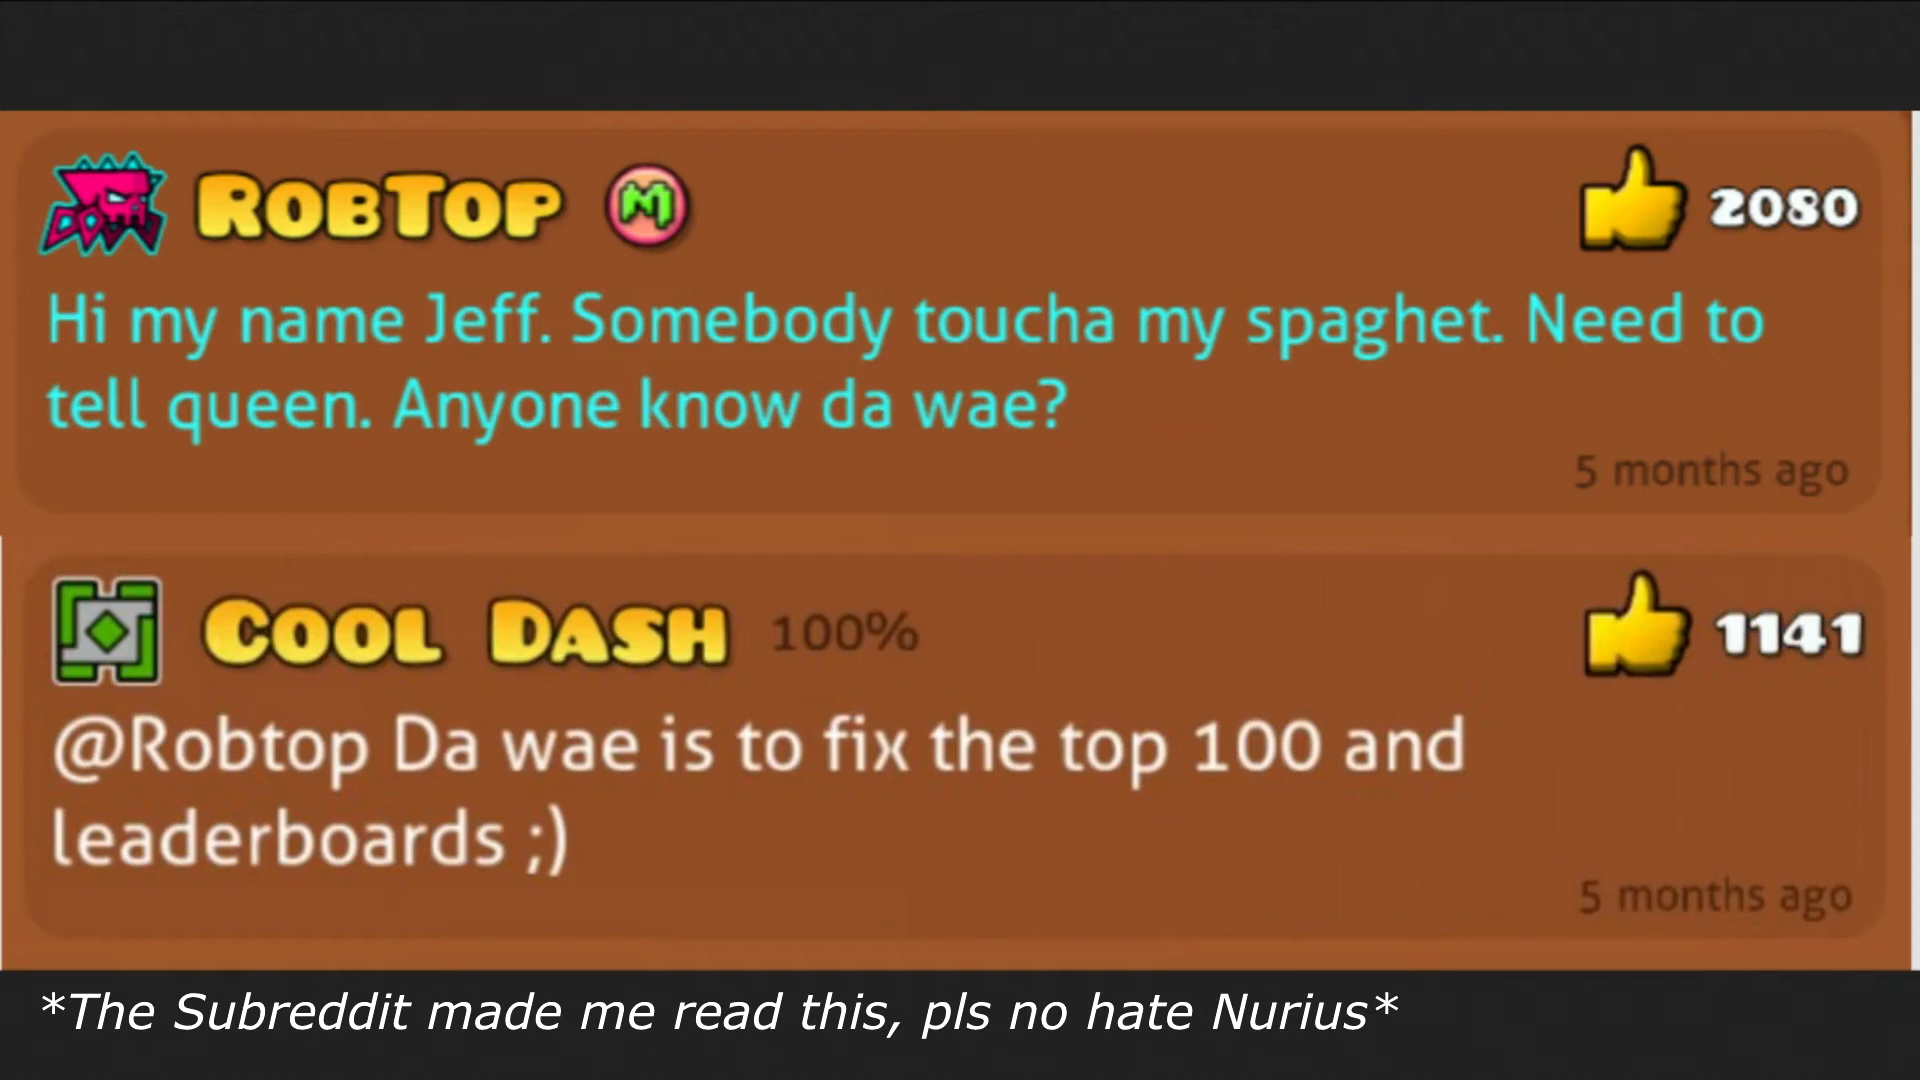 RobTop M 2080
Hi my name Jeff. Somebody toucha my spaghet. Need to
tell queen. Anyone know da wae?
5 months ago
Cool Dash 100% 1141
@Robtop Da wae is to fix the top 100 and
leaderboards ;)
5 months ago
*The Subreddit made me read this, pls no hate Nurius*